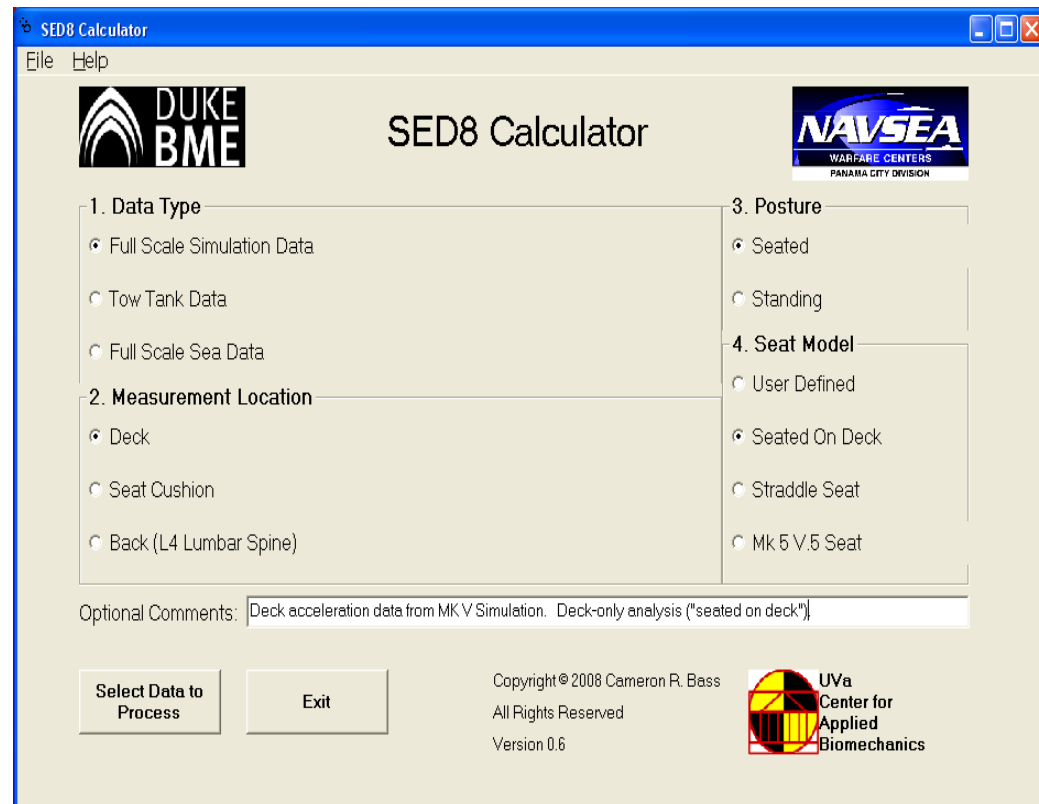 SED8 Calculator
File Help
DUKE
BME
SED8 Calculator
NAVSEA
WARFARE CENTERS
PANAMA CITY DIVISION
1. Data Type
Full Scale Simulation Data
Tow Tank Data
Full Scale Sea Data
2. Measurement Location
Deck
Seat Cushion
Back (L4 Lumbar Spine)
3. Posture
Seated
Standing
4. Seat Model
User Defined
Seated On Deck
Straddle Seat
Mk 5 V.5 Seat
Optional Comments: Deck acceleration data from MK V Simulation. Deck-only analysis ("seated on deck").
Select Data to
Process
Exit
Copyright © 2008 Cameron R. Bass
All Rights Reserved
Version 0.6
UVa
Center for
Applied
Biomechanics